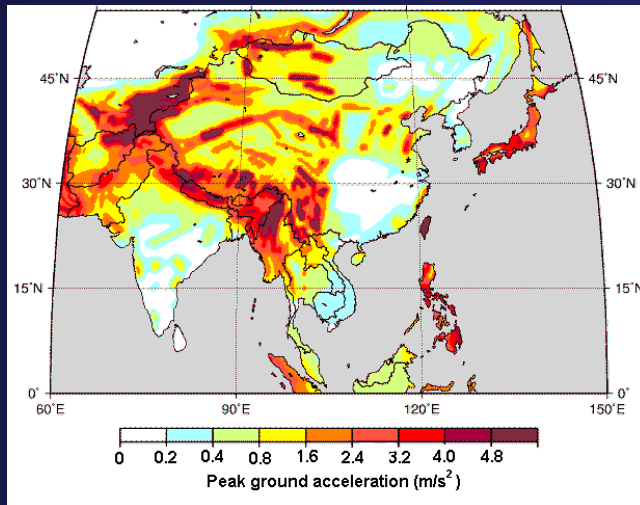 45°N 45°N
30°N 30°N
15°N 15°N
0° 0°
60°E 90°E 120°E 150°E
0 0.2 0.4 0.8 1.6 2.4 3.2 4.0 4.8
Peak ground acceleration (m/s²)